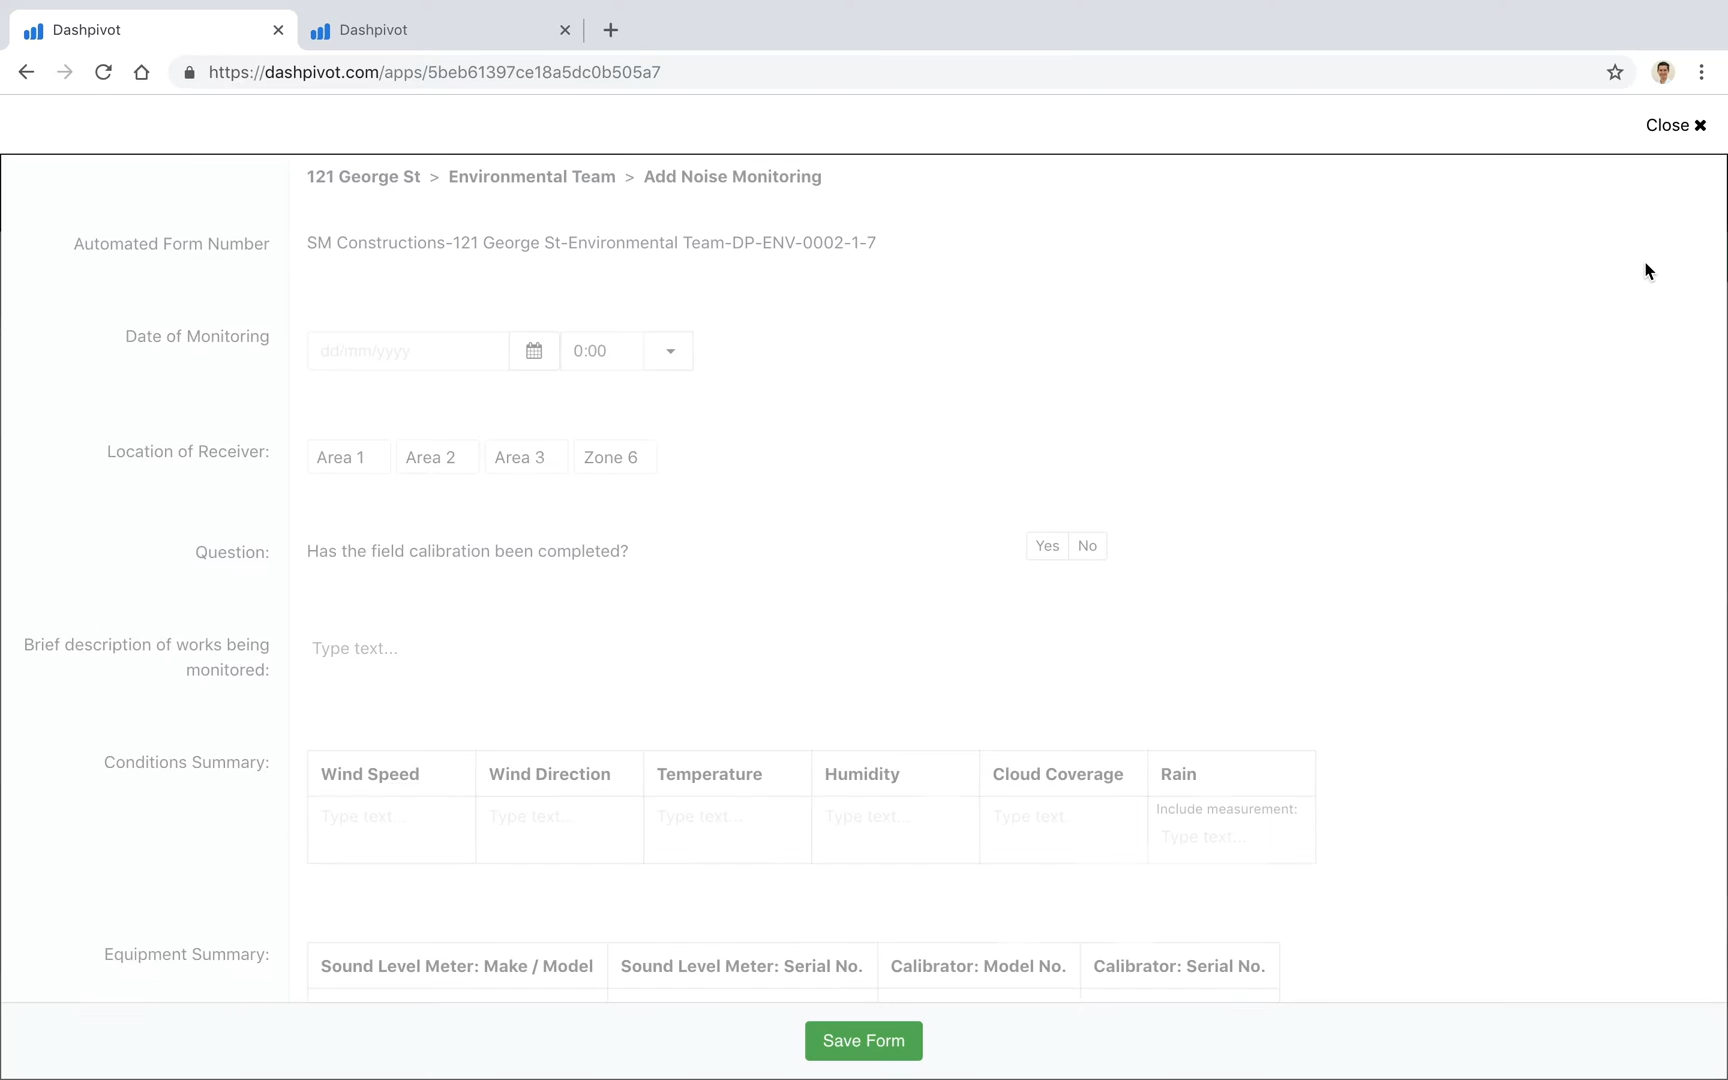 Dashpivot
Dashpivot
https://dashpivot.com/apps/5beb61397ce18a5dc0b505a7
Close
121 George St > Environmental Team > Add Noise Monitoring
Automated Form Number
SM Constructions-121 George St-Environmental Team-DP-ENV-0002-1-7
Date of Monitoring
dd/mm/yyyy
0:00
Location of Receiver:
Area 1 Area 2 Area 3 Zone 6
Question:
Has the field calibration been completed?
Yes No
Brief description of works being
monitored:
Type text...
Conditions Summary:
Wind Speed Wind Direction Temperature Humidity Cloud Coverage Rain
Include measurement:
Type text... Type text... Type text... Type text... Type text. Type text...
Equipment Summary:
Sound Level Meter: Make / Model Sound Level Meter: Serial No. Calibrator: Model No. Calibrator: Serial No.
Save Form